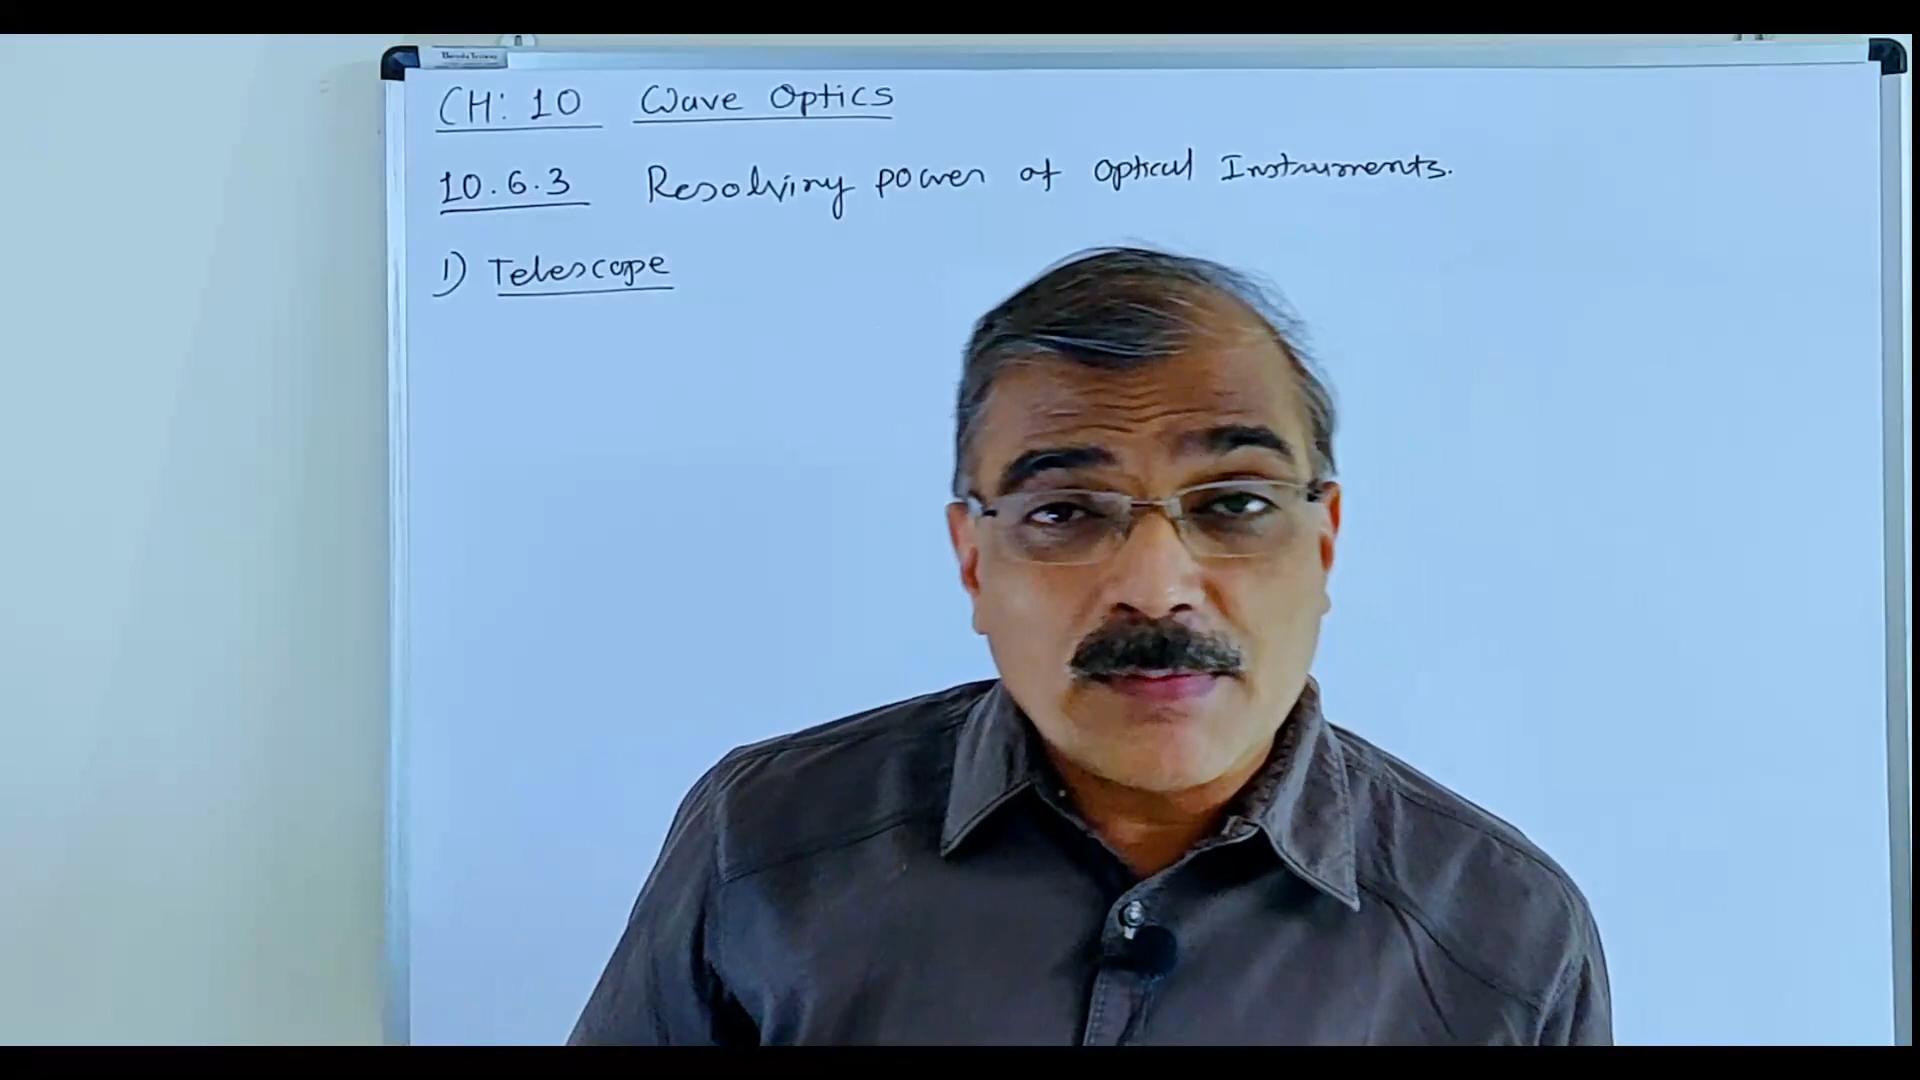 CH: 10 Wave Optics
10.6.3 Resolving power of Optical Instruments.
1) Telescope